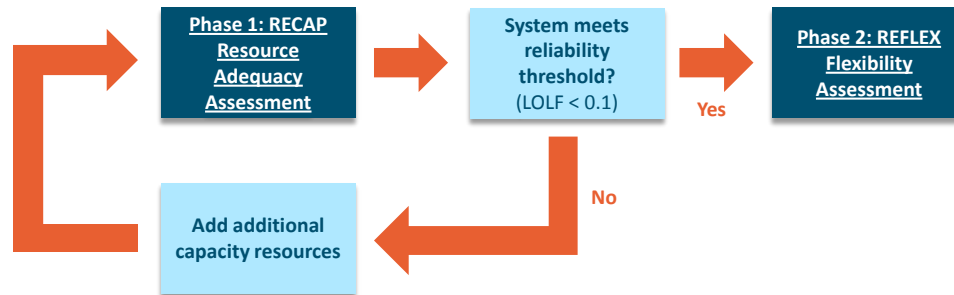 Phase 1: RECAP
Resource
Adequacy
Assessment
System meets
reliability
threshold?
(LOLF < 0.1)
Yes
Phase 2: REFLEX
Flexibility
Assessment
No
Add additional
capacity resources